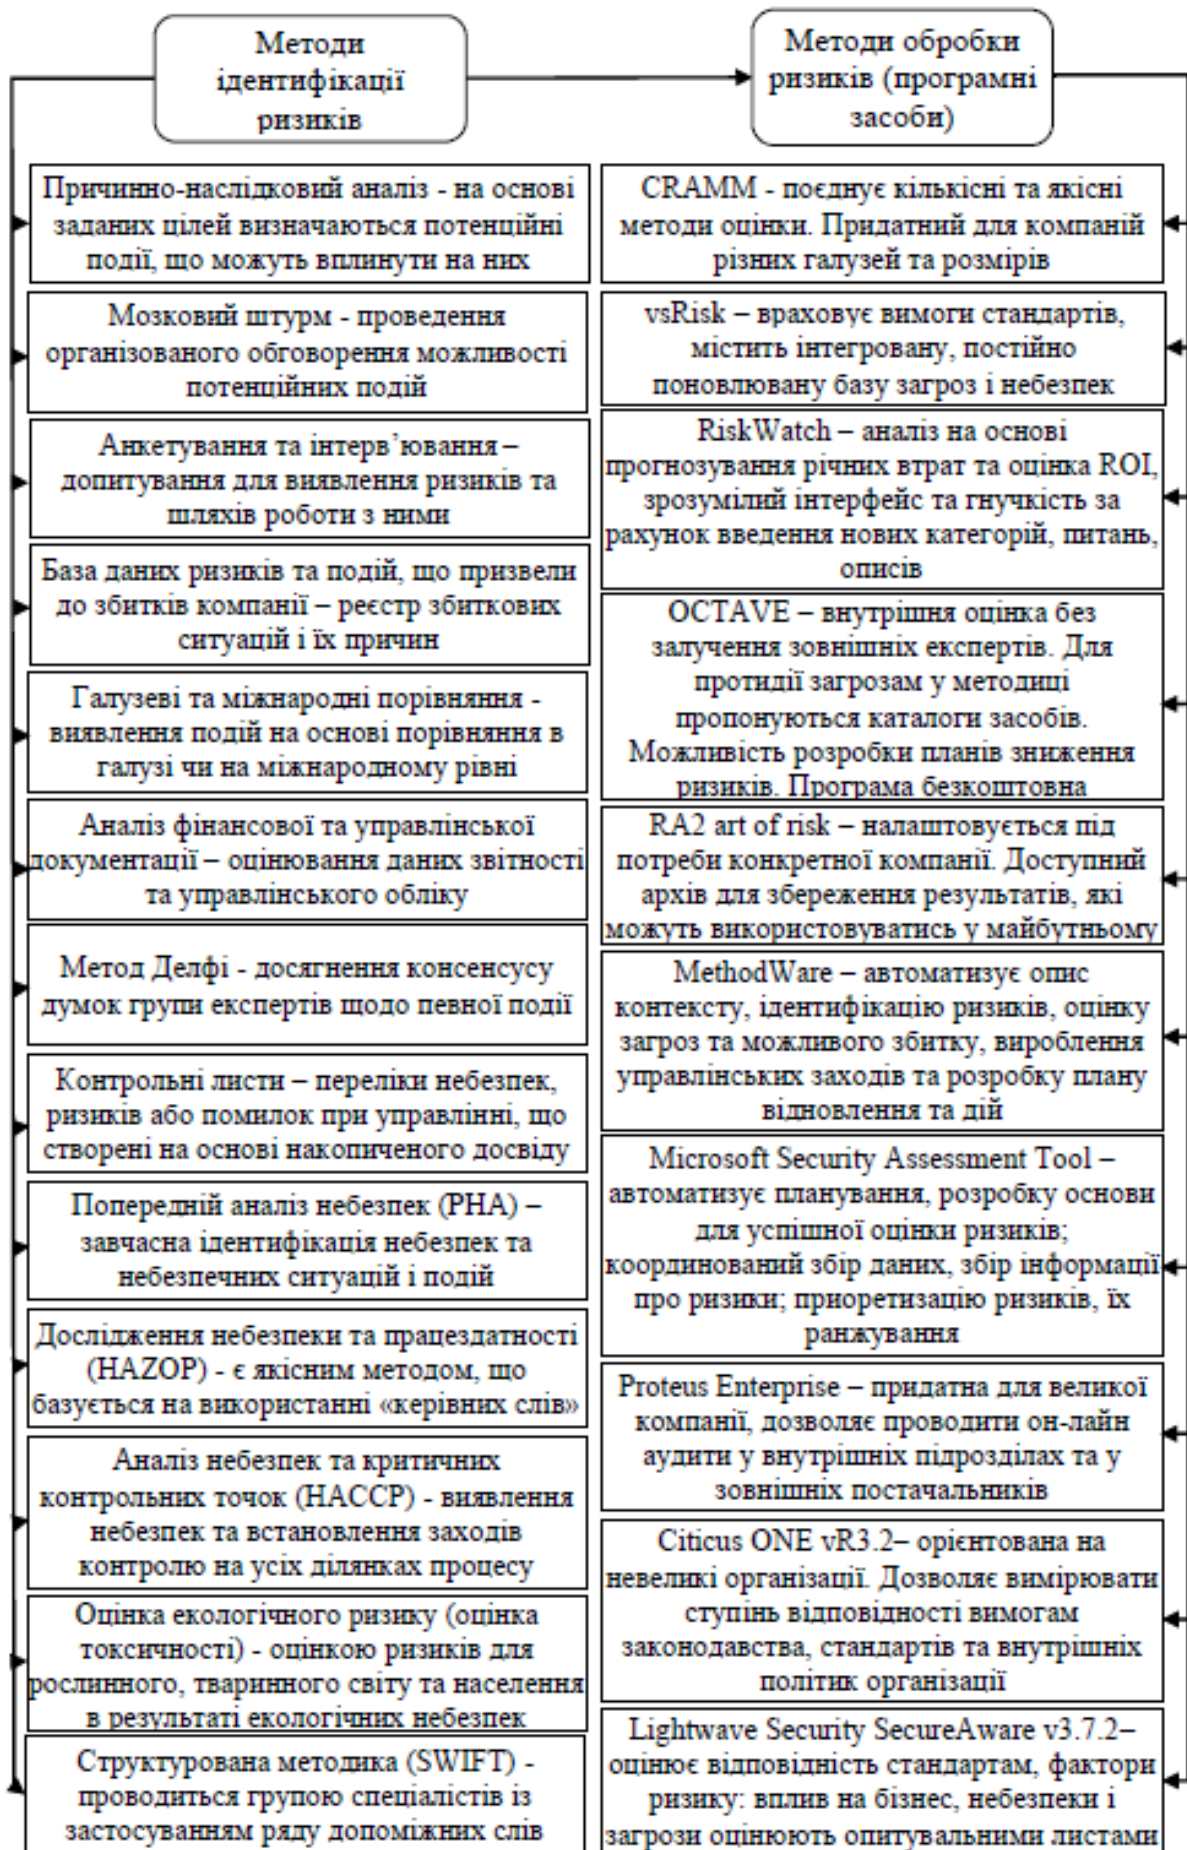 Методи
ідентифікації
ризиків
Методи обробки
ризиків (програмні
засоби)
Причинно-наслідковий аналіз - на основі
заданих цілей визначаються потенційні
події, що можуть вплинути на них
Мозковий штурм - проведення
організованого обговорення можливості
потенційних подій
Анкетування та інтерв’ювання –
допитування для виявлення ризиків та
шляхів роботи з ними
База даних ризиків та подій, що призвели
до збитків компанії – реєстр збиткових
ситуацій і їх причин
Галузеві та міжнародні порівняння -
виявлення подій на основі порівняння в
галузі чи на міжнародному рівні
Аналіз фінансової та управлінської
документації – оцінювання даних звітності
та управлінського обліку
Метод Делфі - досягнення консенсусу
думок групи експертів щодо певної події
Контрольні листи – переліки небезпек,
ризиків або помилок при управлінні, що
створені на основі накопиченого досвіду
Попередній аналіз небезпек (PHA) –
завчасна ідентифікація небезпек та
небезпечних ситуацій і подій
Дослідження небезпеки та працездатності
(HAZOP) - є якісним методом, що
базується на використанні «керівних слів»
Аналіз небезпек та критичних
контрольних точок (HACCP) - виявлення
небезпек та встановлення заходів
контролю на усіх ділянках процесу
Оцінка екологічного ризику (оцінка
токсичності) - оцінкою ризиків для
рослинного, тваринного світу та населення
в результаті екологічних небезпек
Структурована методика (SWIFT) -
проводиться групою спеціалістів із
застосуванням ряду допоміжних слів
CRAMM - поєднує кількісні та якісні
методи оцінки. Придатний для компаній
різних галузей та розмірів
vsRisk – враховує вимоги стандартів,
містить інтегровану, постійно
поновлювану базу загроз і небезпек
RiskWatch – аналіз на основі
прогнозування річних втрат та оцінка ROI,
зрозумілий інтерфейс та гнучкість за
рахунок введення нових категорій, питань,
описів
OCTAVE – внутрішня оцінка без
залучення зовнішніх експертів. Для
протидії загрозам у методиці
пропонуються каталоги засобів.
Можливість розробки планів зниження
ризиків. Програма безкоштовна
RA2 art of risk – налаштовується під
потреби конкретної компанії. Доступний
архів для збереження результатів, які
можуть використовуватись у майбутньому
MethodWare – автоматизує опис
контексту, ідентифікацію ризиків, оцінку
загроз та можливого збитку, вироблення
управлінських заходів та розробку плану
відновлення та дій
Microsoft Security Assessment Tool –
автоматизує планування, розробку основи
для успішної оцінки ризиків;
координований збір даних, збір інформації
про ризики; приоретизацію ризиків, їх
ранжування
Proteus Enterprise – придатна для великої
компанії, дозволяє проводити он-лайн
аудити у внутрішніх підрозділах та у
зовнішніх постачальників
Citicus ONE vR3.2– орієнтована на
невеликі організації. Дозволяє вимірювати
ступінь відповідності вимогам
законодавства, стандартів та внутрішніх
політик організації
Lightwave Security SecureAware v3.7.2–
оцінює відповідність стандартам, фактори
ризику: вплив на бізнес, небезпеки і
загрози оцінюють опитувальними листами